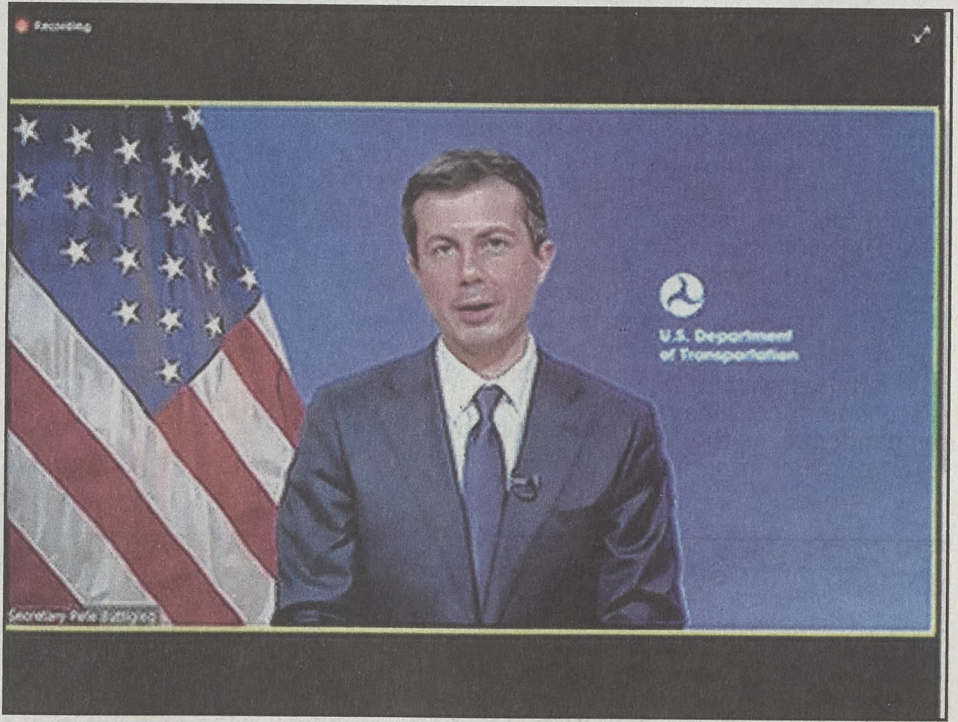 Recording
U.S. Department
of Transportation
Secretary Pete Buttigieg